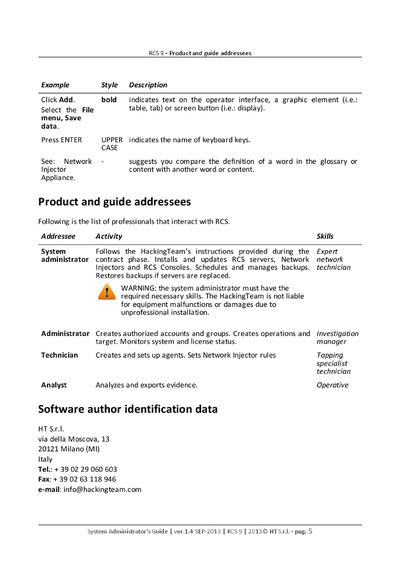 RCS 9 - Product and guide addressees
Example Style Description
Click Add. bold indicates text on the operator interface, a graphic element (i.e.:
Select the File table, tab) or screen button (i.e.: display).
menu, Save
data.
Press ENTER UPPER indicates the name of keyboard keys.
CASE
See: Network - suggests you compare the definition of a word in the glossary or
Injector content with another word or content.
Appliance.
Product and guide addressees
Following is the list of professionals that interact with RCS.
Addressee Activity Skills
System Follows the HackingTeam's instructions provided during the Expert
administrator contract phase. Installs and updates RCS servers, Network network
Injectors and RCS Consoles. Schedules and manages backups. technician
Restores backups if servers are replaced.
WARNING: the system administrator must have the
required necessary skills. The HackingTeam is not liable
for equipment malfunctions or damages due to
unprofessional installation.
Administrator Creates authorized accounts and groups. Creates operations and Investigation
target. Monitors system and license status. manager
Technician Creates and sets up agents. Sets Network Injector rules Tapping
specialist
technician
Analyst Analyzes and exports evidence. Operative
Software author identification data
HT S.r.l.
via della Moscova, 13
20121 Milano (MI)
Italy
Tel.: + 39 02 29 060 603
Fax: + 39 02 63 118 946
e-mail: info@hackingteam.com
System Administrator's Guide | ver.1.4 SEP-2013 | RCS 9 | 2013© HT S.r.l. - pag. 5